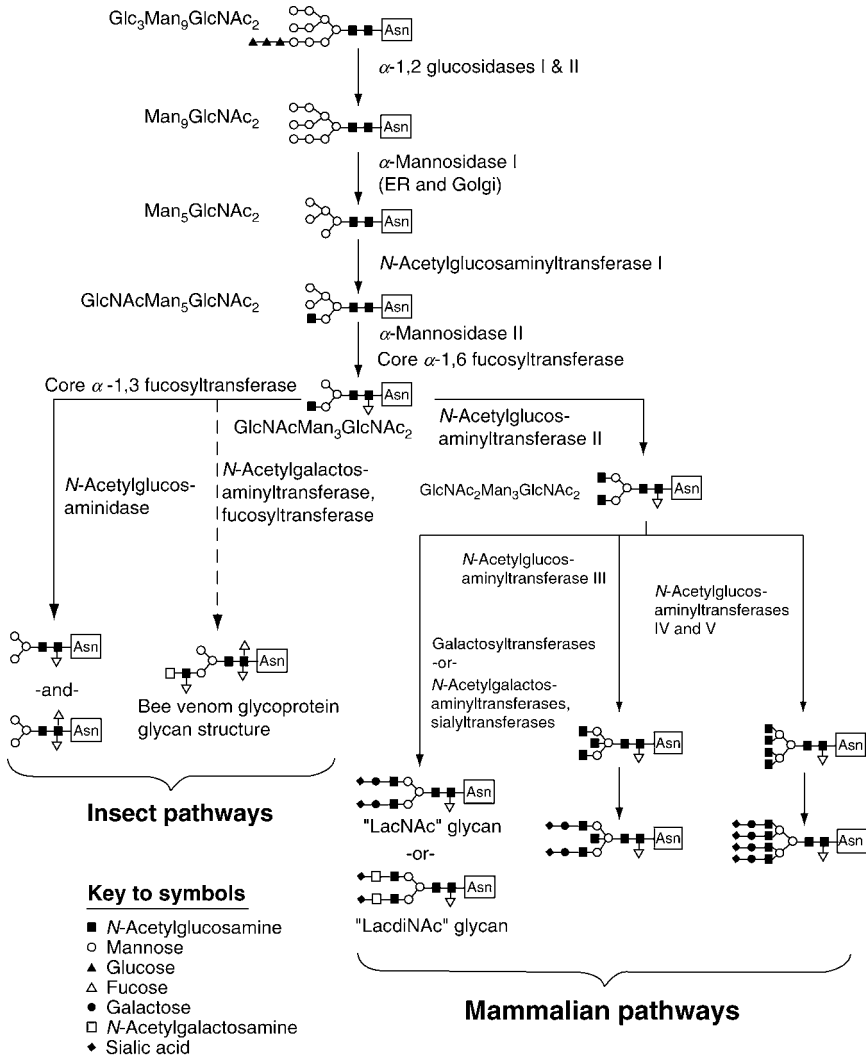 Glc3Man9GlcNAc2
Asn
α-1,2 glucosidases I & II
Man9GlcNAc2
Asn
α-Mannosidase I
(ER and Golgi)
Man5GlcNAc2
Asn
N-Acetylglucosaminyltransferase I
GlcNAcMan5GlcNAc2
Asn
α-Mannosidase II
Core α-1,6 fucosyltransferase
Core α -1,3 fucosyltransferase
Asn
GlcNAcMan3GlcNAc2
N-Acetylglucos-
aminyltransferase II
N-Acetylglucos-
aminidase
N-Acetylgalactos-
aminyltransferase,
fucosyltransferase
GlcNAc2Man3GlcNAc2
Asn
N-Acetylglucos-
aminyltransferase III
N-Acetylglucos-
aminyltransferases
IV and V
Galactosyltransferases
-or-
N-Acetylgalactos-
aminyltransferases,
sialyltransferases
Asn
-and-
Asn
Asn
Bee venom glycoprotein
glycan structure
Insect pathways
Asn
Asn
Asn
"LacNAc" glycan
-or-
Asn
"LacdiNAc" glycan
Asn
Asn
Mammalian pathways
Key to symbols
N-Acetylglucosamine
Mannose
Glucose
Fucose
Galactose
N-Acetylgalactosamine
Sialic acid